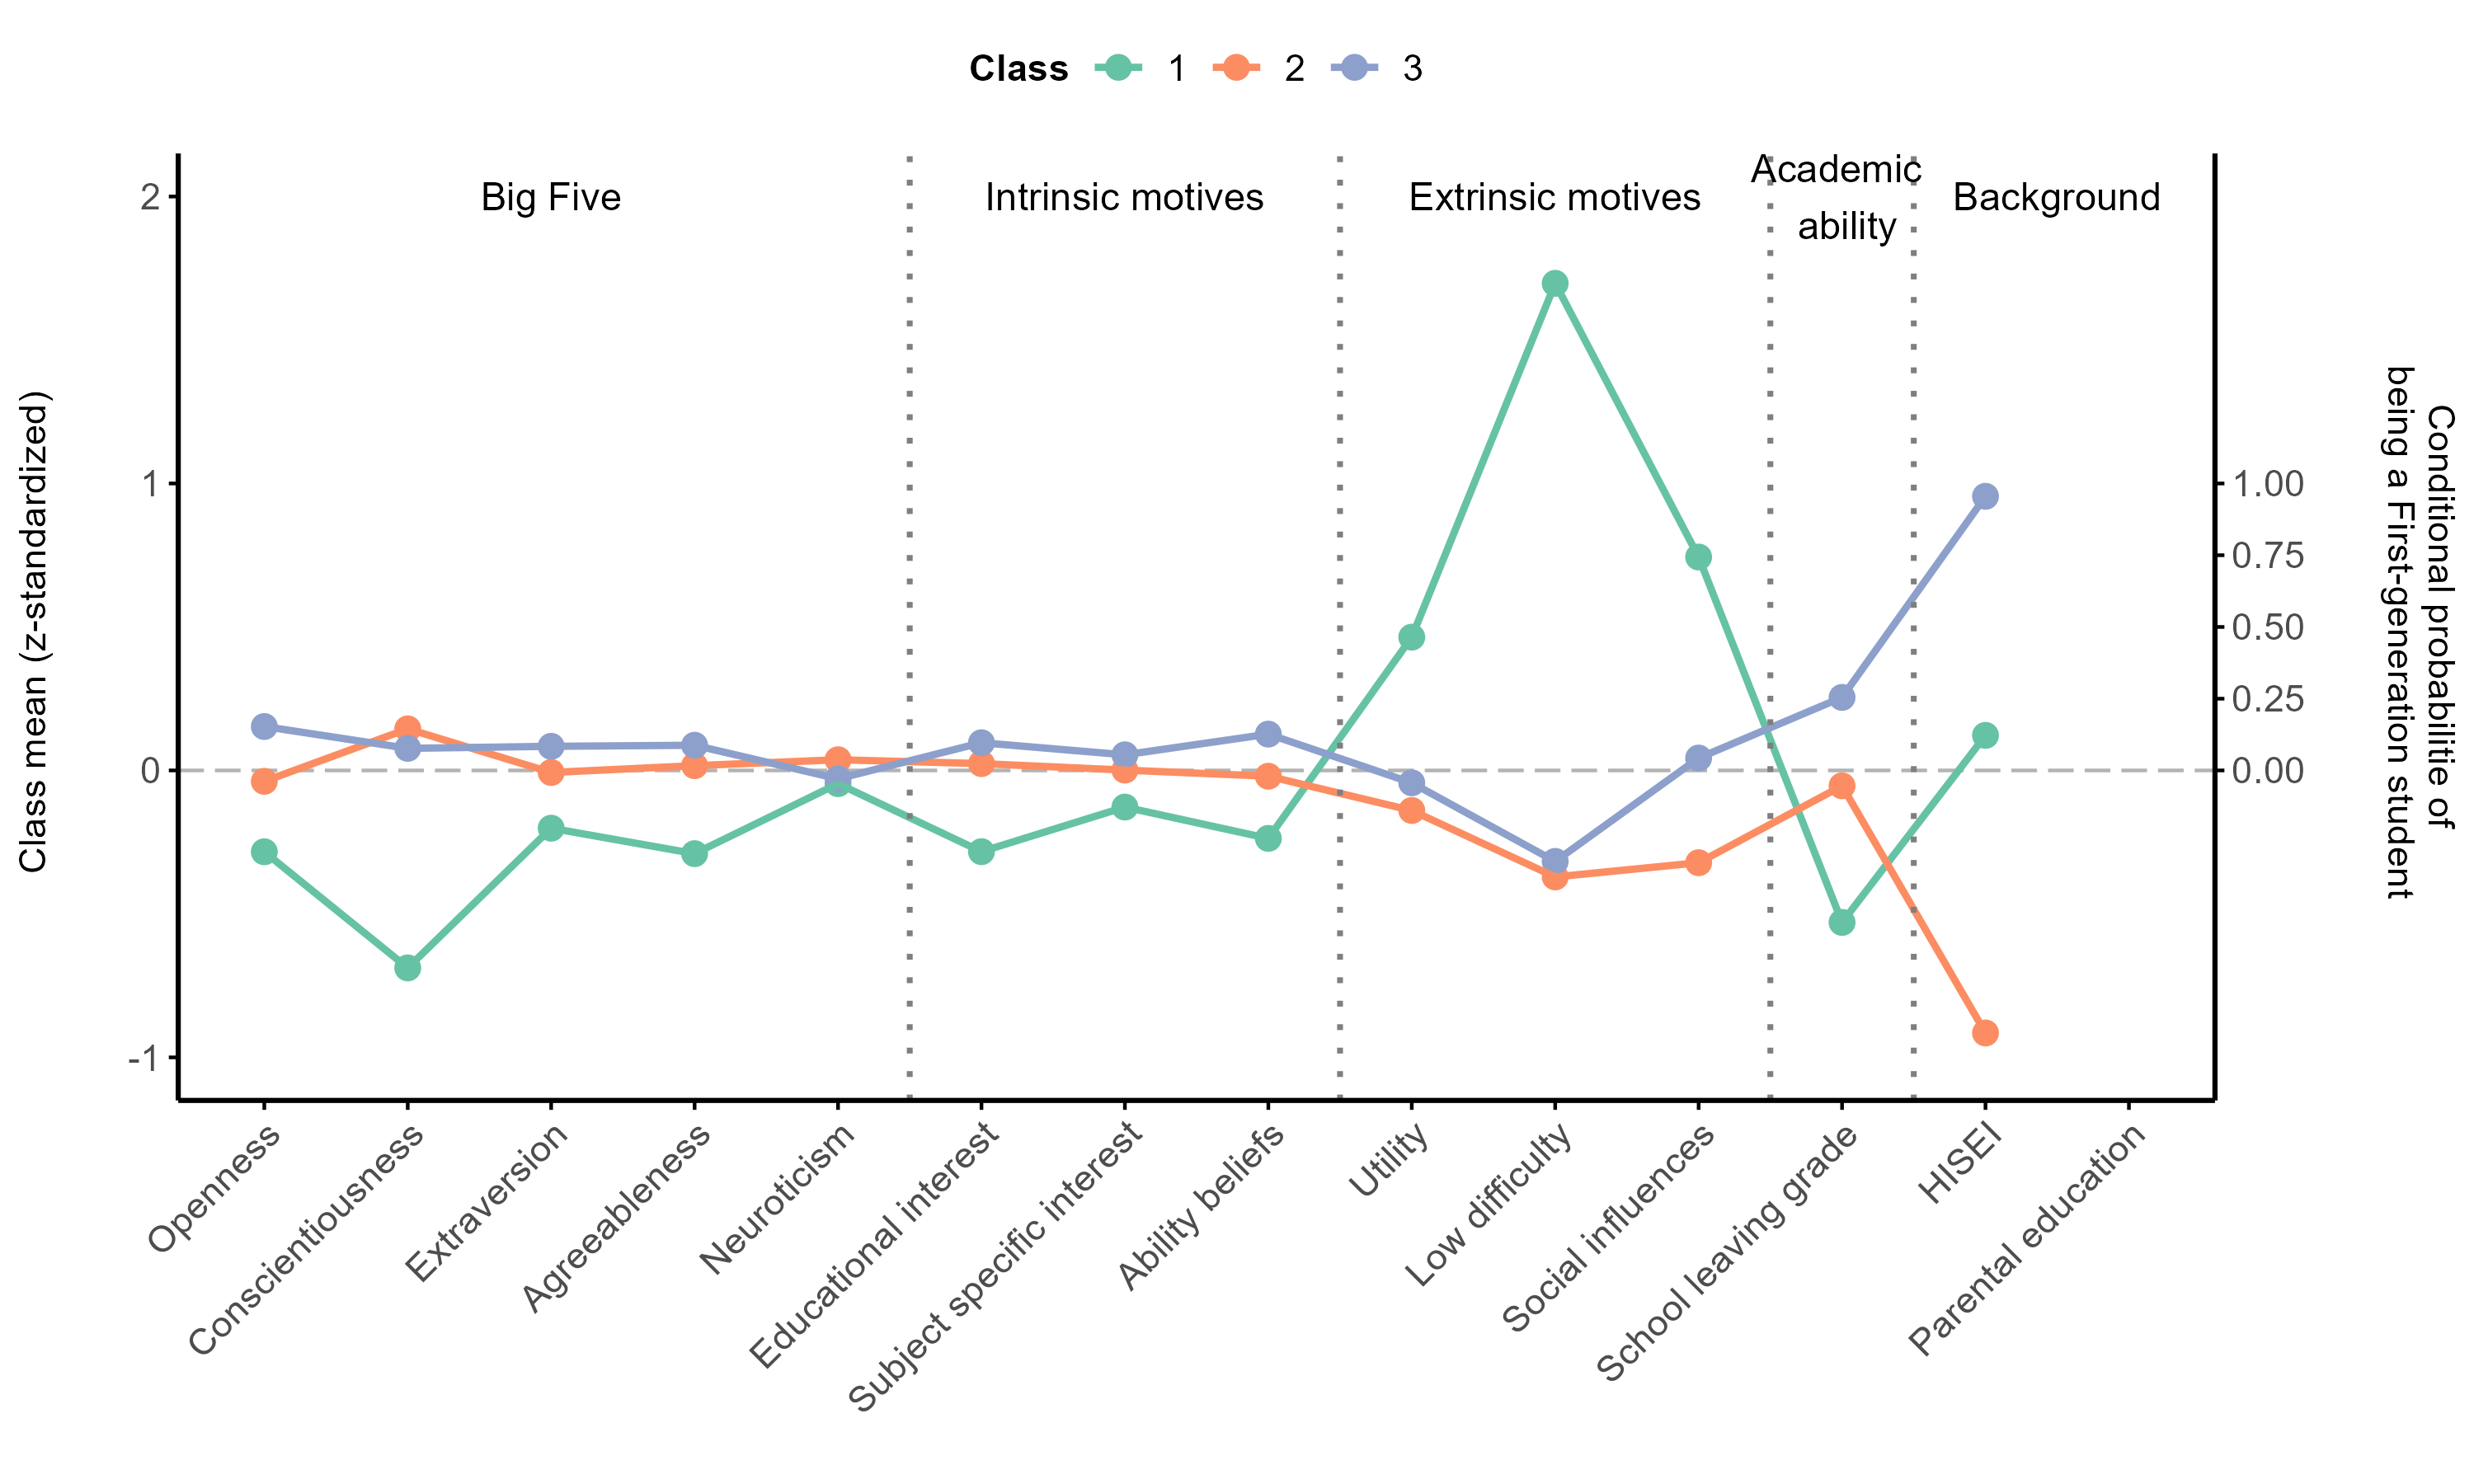 Class 1 2 3
Big Five
Intrinsic motives
Extrinsic motives
Academic
ability
Background
2
1
0
-1
Class mean (z-standardized)
1.00
0.75
0.50
0.25
0.00
Conditional probabilitie of
being a First-generation student
Openness
Conscientiousness
Extraversion
Agreeableness
Neuroticism
Educational interest
Subject specific interest
Ability beliefs
Utility
Low difficulty
Social influences
School leaving grade
HISEI
Parental education